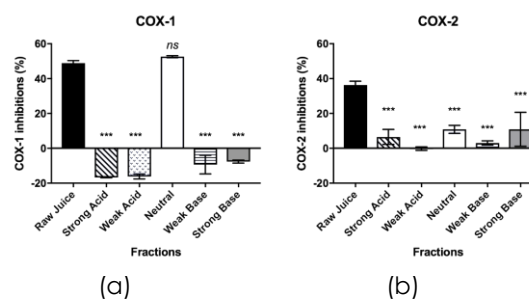 COX-1
COX-1 inhibitions (%)
60
40
20
0
-20
ns
*** *** *** ***
Raw Juice
Strong Acid
Weak Acid
Neutral
Weak Base
Strong Base
Fractions
(a)
COX-2
COX-2 inhibitions (%)
60
40
20
0
-20
*** *** *** *** ***
Raw Juice
Strong Acid
Weak Acid
Neutral
Weak Base
Strong Base
Fractions
(b)